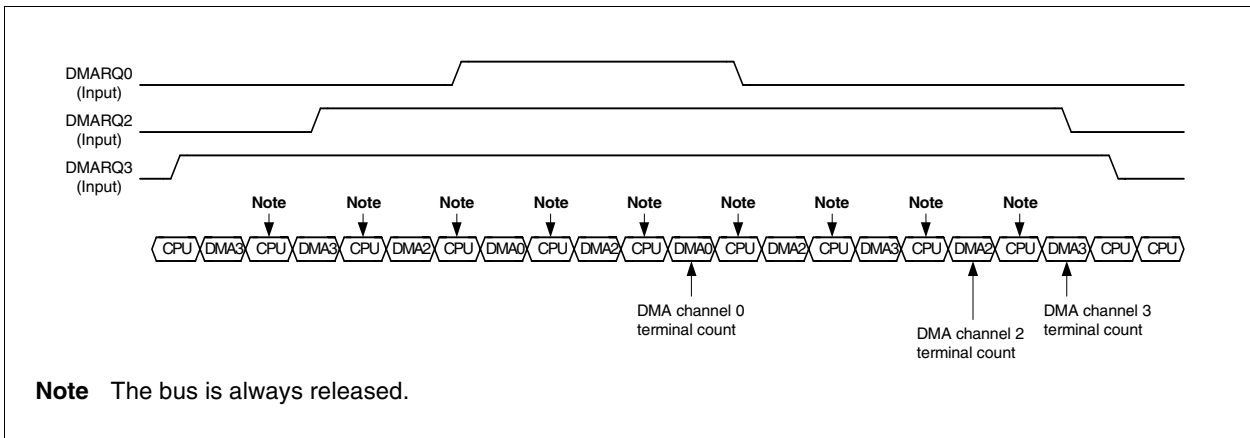 DMARQ0
(Input)
DMARQ2
(Input)
DMARQ3
(Input)
Note Note Note Note Note Note Note Note Note
CPU DMA3 CPU DMA3 CPU DMA2 CPU DMA0 CPU DMA2 CPU DMA0 CPU DMA2 CPU DMA3 CPU DMA2 CPU DMA3 CPU CPU
DMA channel 0
terminal count
DMA channel 2
terminal count
DMA channel 3
terminal count
Note The bus is always released.